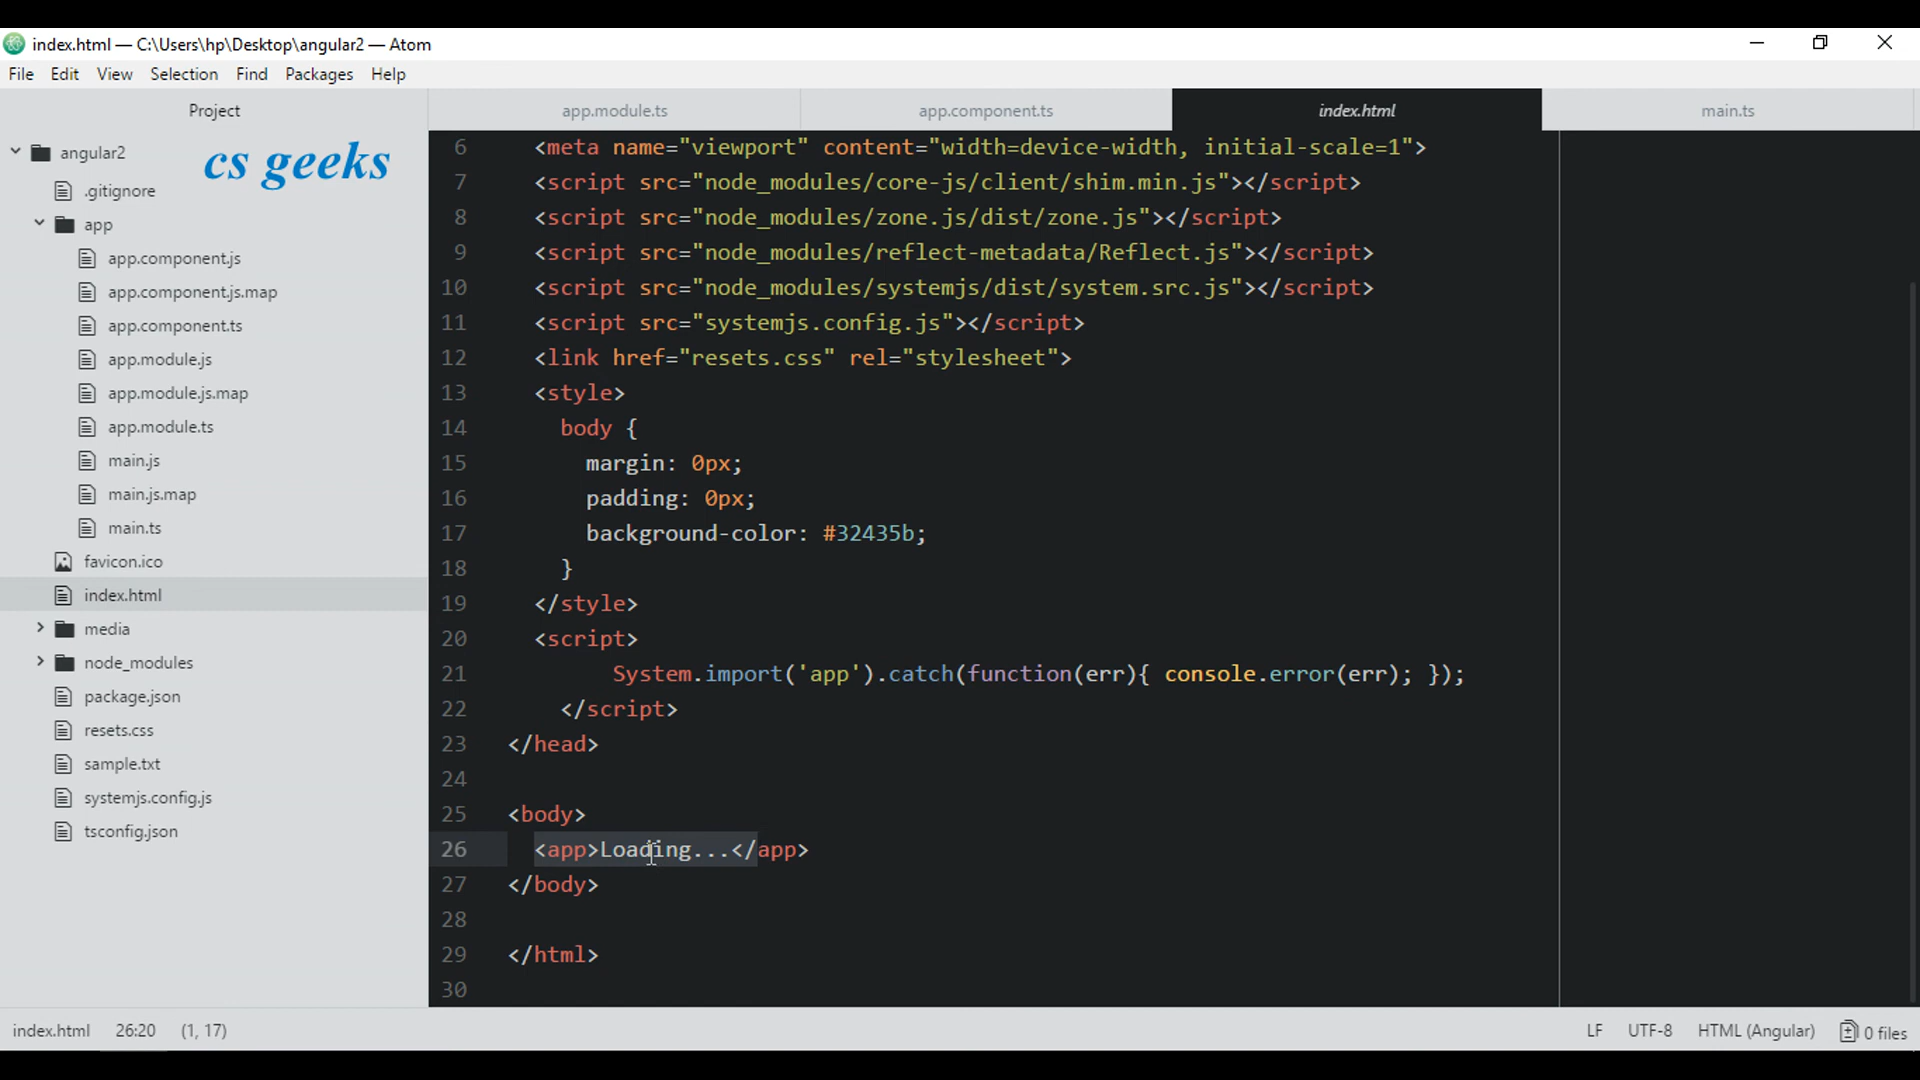 index.html — C:\Users\hp\Desktop\angular2 — Atom
File Edit View Selection Find Packages Help
Project
app.module.ts app.component.ts index.html main.ts
cs geeks
angular2
.gitignore
app
app.component.js
app.component.js.map
app.component.ts
app.module.js
app.module.js.map
app.module.ts
main.js
main.js.map
main.ts
favicon.ico
index.html
media
node_modules
package.json
resets.css
sample.txt
systemjs.config.js
tsconfig.json
6 <meta name="viewport" content="width=device-width, initial-scale=1">
7 <script src="node_modules/core-js/client/shim.min.js"></script>
8 <script src="node_modules/zone.js/dist/zone.js"></script>
9 <script src="node_modules/reflect-metadata/Reflect.js"></script>
10 <script src="node_modules/systemjs/dist/system.src.js"></script>
11 <script src="systemjs.config.js"></script>
12 <link href="resets.css" rel="stylesheet">
13 <style>
14 body {
15 margin: 0px;
16 padding: 0px;
17 background-color: #32435b;
18 }
19 </style>
20 <script>
21 System.import('app').catch(function(err){ console.error(err); });
22 </script>
23 </head>
24
25 <body>
26 <app>Loading...</app>
27 </body>
28
29 </html>
30
index.html 26:20 (1, 17) LF UTF-8 HTML (Angular) 0 files